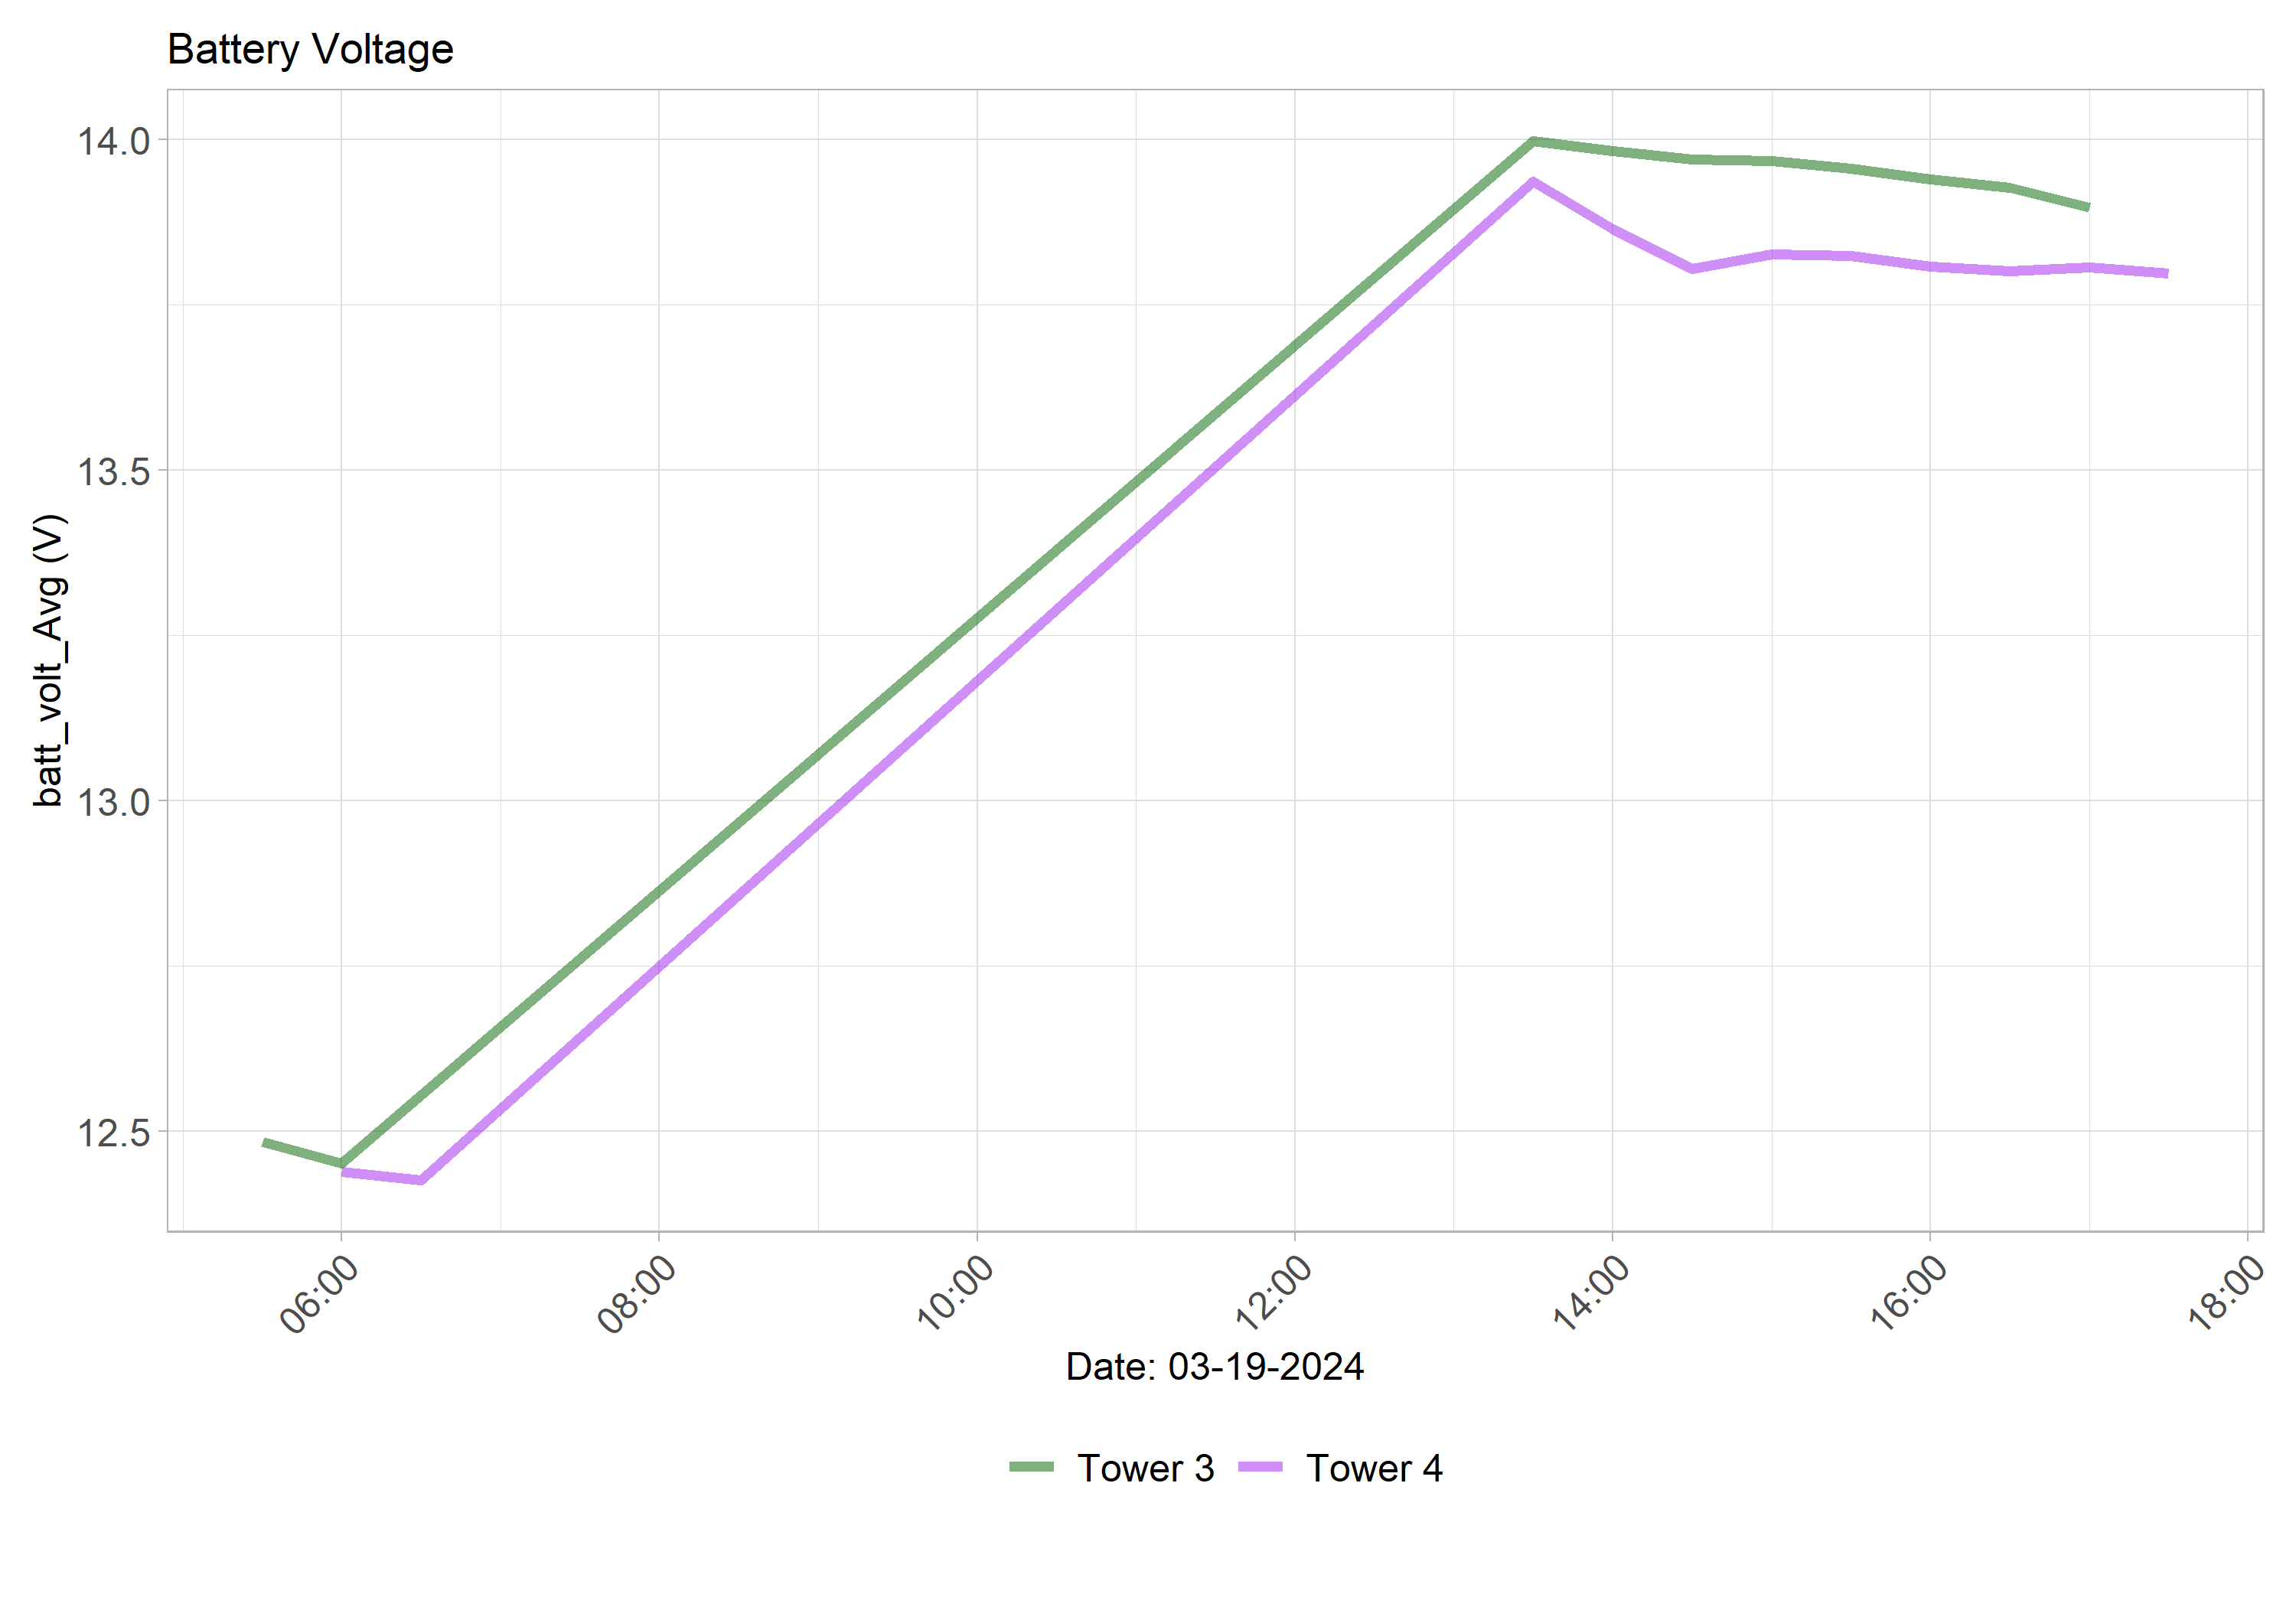 Battery Voltage
14.0
13.5
13.0
12.5
batt_volt_Avg (V)
06:00 08:00 10:00 12:00 14:00 16:00 18:00
Date: 03-19-2024
Tower 3 Tower 4